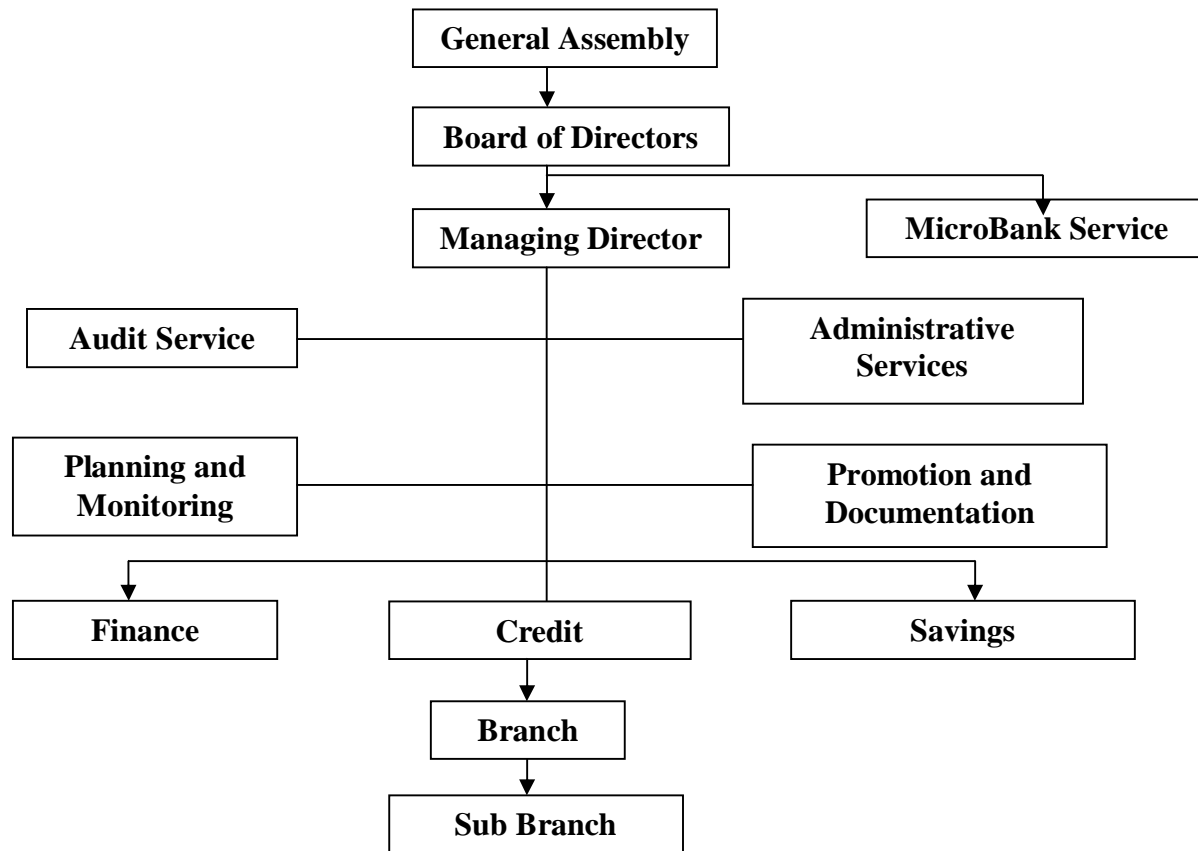 General Assembly
Board of Directors
Managing Director
MicroBank Service
Audit Service
Administrative
Services
Planning and
Monitoring
Promotion and
Documentation
Finance
Credit
Savings
Branch
Sub Branch